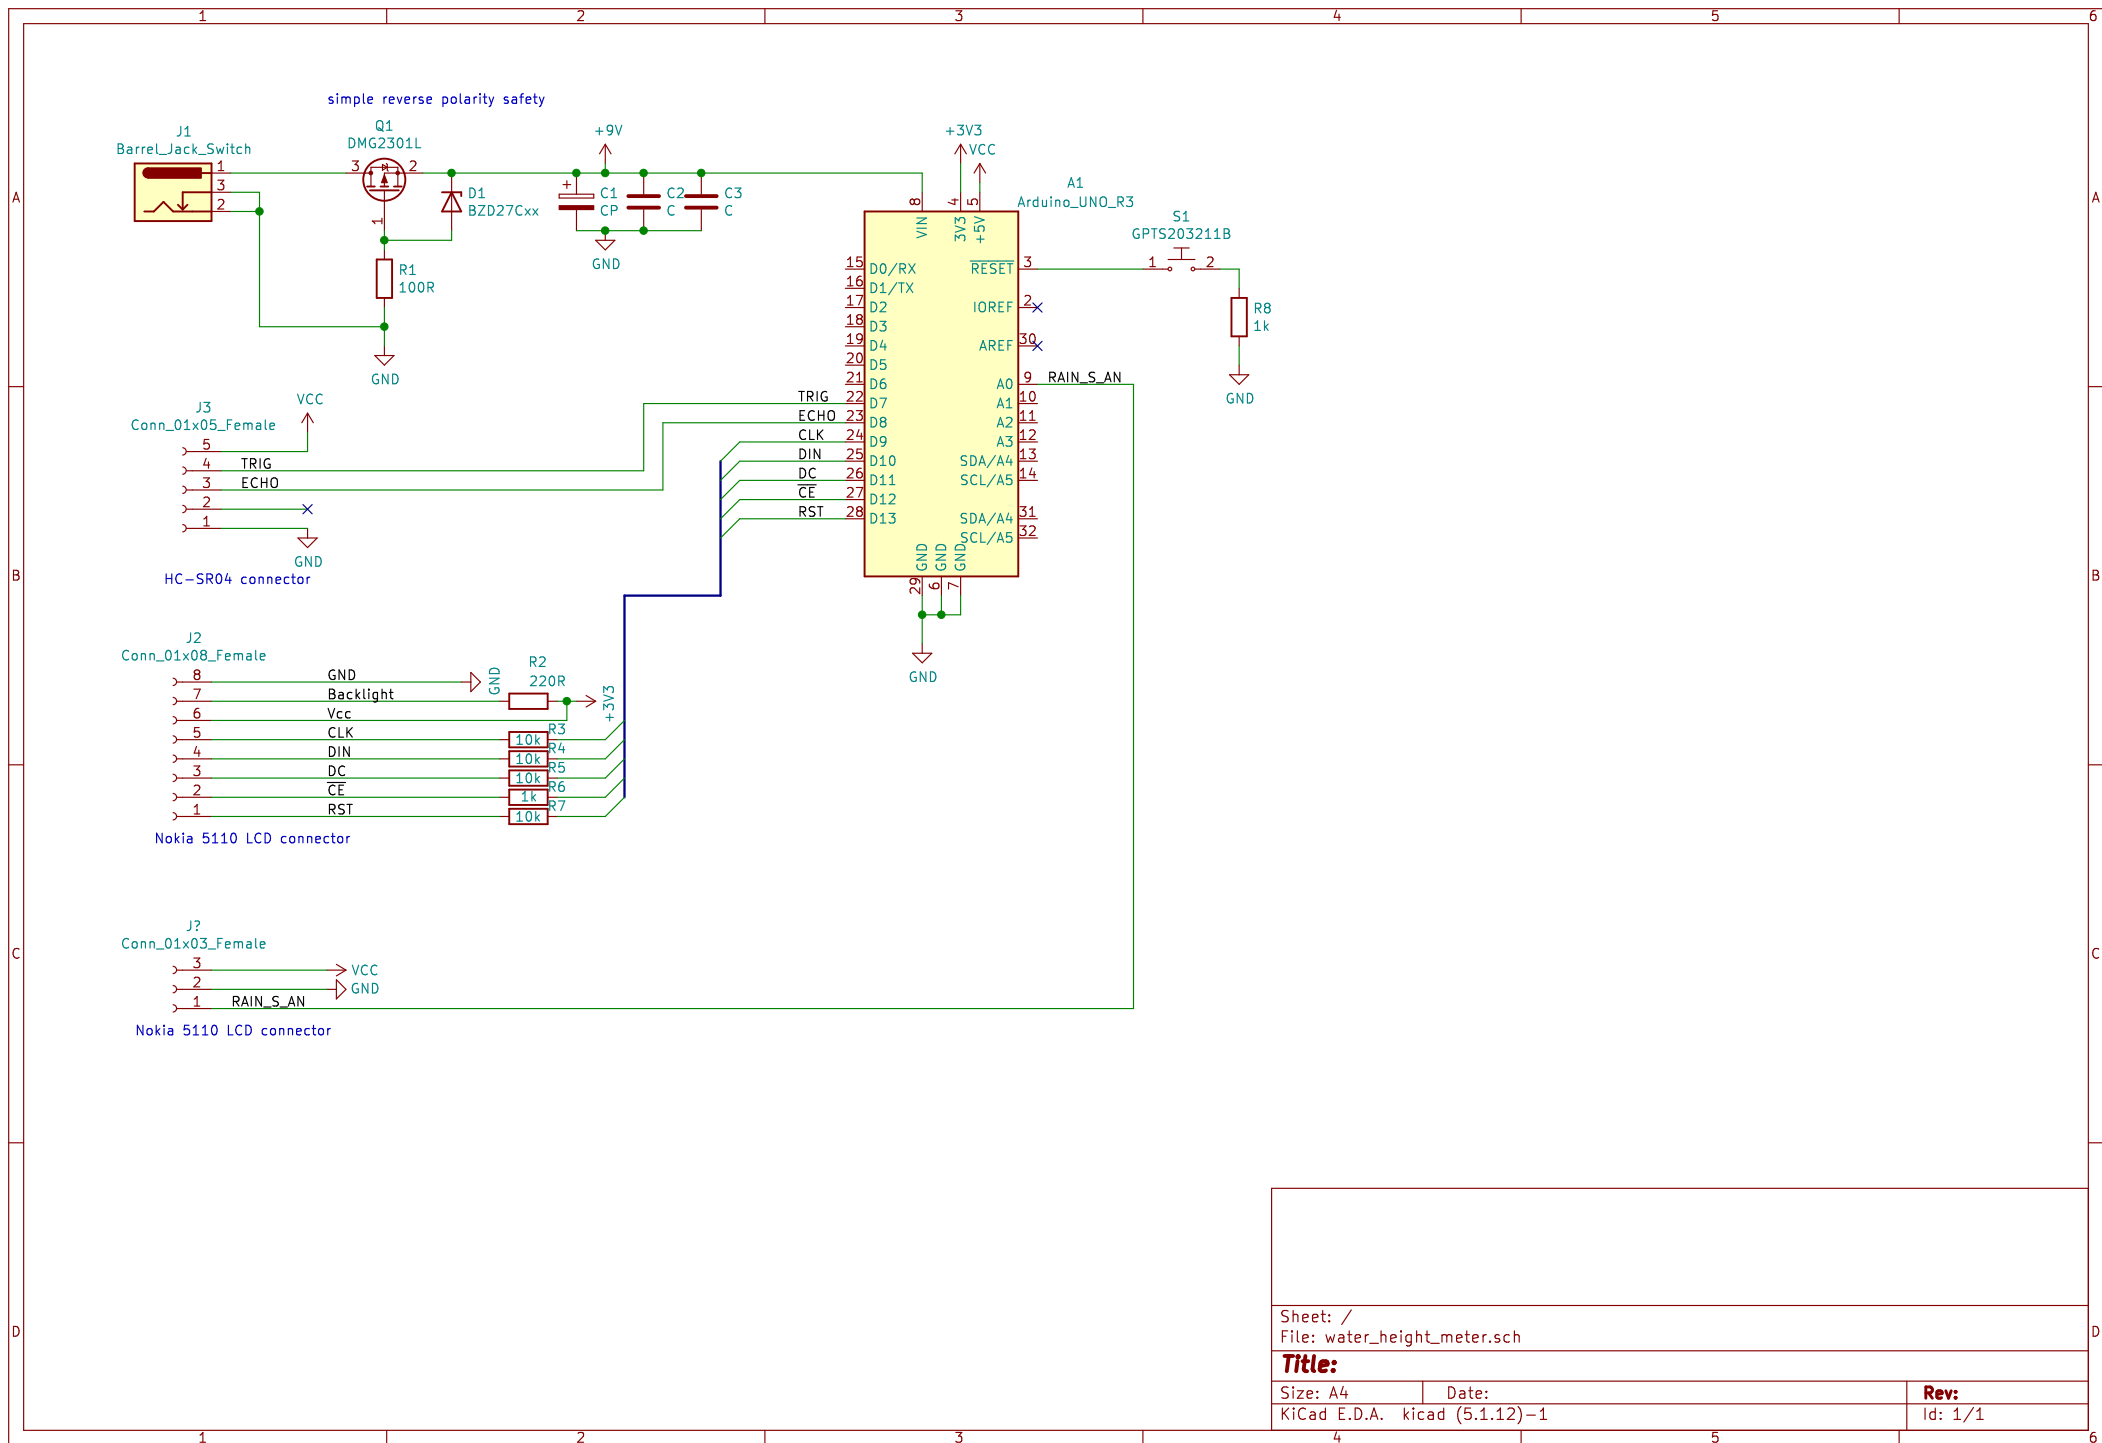 1 2 3 4 5 6
simple reverse polarity safety
J1
Barrel_Jack_Switch
1
3
2
Q1
DMG2301L
3
2
1
D1
BZD27Cxx
R1
100R
GND
+9V
+
C1
CP
C2
C
C3
C
GND
+3V3
VCC
A1
Arduino_UNO_R3
8 VIN
4 3V3
5 +5V
15 D0/RX
16 D1/TX
17 D2
18 D3
19 D4
20 D5
21 D6
TRIG 22 D7
ECHO 23 D8
CLK 24 D9
DIN 25 D10
DC 26 D11
CE 27 D12
RST 28 D13
RESET 3
IOREF 2
AREF 30
A0 9 RAIN_S_AN
A1 10
A2 11
A3 12
SDA/A4 13
SCL/A5 14
SDA/A4 31
SCL/A5 32
GND 29
GND 6
GND 7
GND
S1
GPTS203211B
1 2
R8
1k
GND
A A
J3
Conn_01x05_Female
VCC
5
4 TRIG
3 ECHO
2
1
GND
HC-SR04 connector
B B
J2
Conn_01x08_Female
8 GND GND
7 Backlight
6 Vcc
5 CLK
4 DIN
3 DC
2 CE
1 RST
R2
220R
+3V3
10k R3
10k R4
10k R5
1k R6
10k R7
Nokia 5110 LCD connector
C C
J?
Conn_01x03_Female
3 VCC
2 GND
1 RAIN_S_AN
Nokia 5110 LCD connector
D D
Sheet: /
File: water_height_meter.sch
Title:
Size: A4 Date: Rev:
KiCad E.D.A. kicad (5.1.12)-1 Id: 1/1
1 2 3 4 5 6